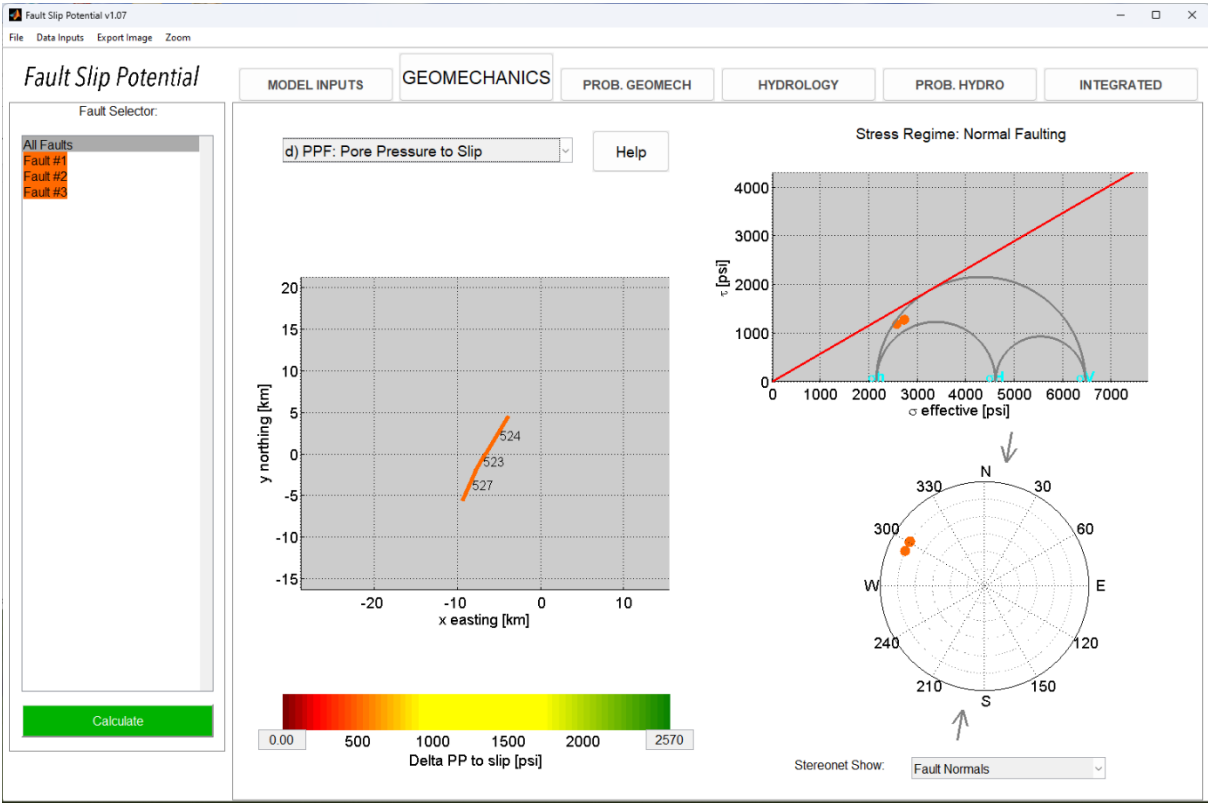 Fault Slip Potential v1.07
File Data Inputs Export Image Zoom
Fault Slip Potential
MODEL INPUTS
GEOMECHANICS
PROB. GEOMECH
HYDROLOGY
PROB. HYDRO
INTEGRATED
Fault Selector:
All Faults
Fault #1
Fault #2
Fault #3
Calculate
d) PPF: Pore Pressure to Slip
Help
20
15
10
5
0
-5
-10
-15
y northing [km]
524
523
527
-20 -10 0 10
x easting [km]
0.00 500 1000 1500 2000 2570
Delta PP to slip [psi]
Stress Regime: Normal Faulting
4000
3000
2000
1000
0
τ [psi]
0 1000 2000 3000 4000 5000 6000 7000
σ effective [psi]
N
330 30
300 60
W E
240 120
210 150
S
Stereonet Show:
Fault Normals